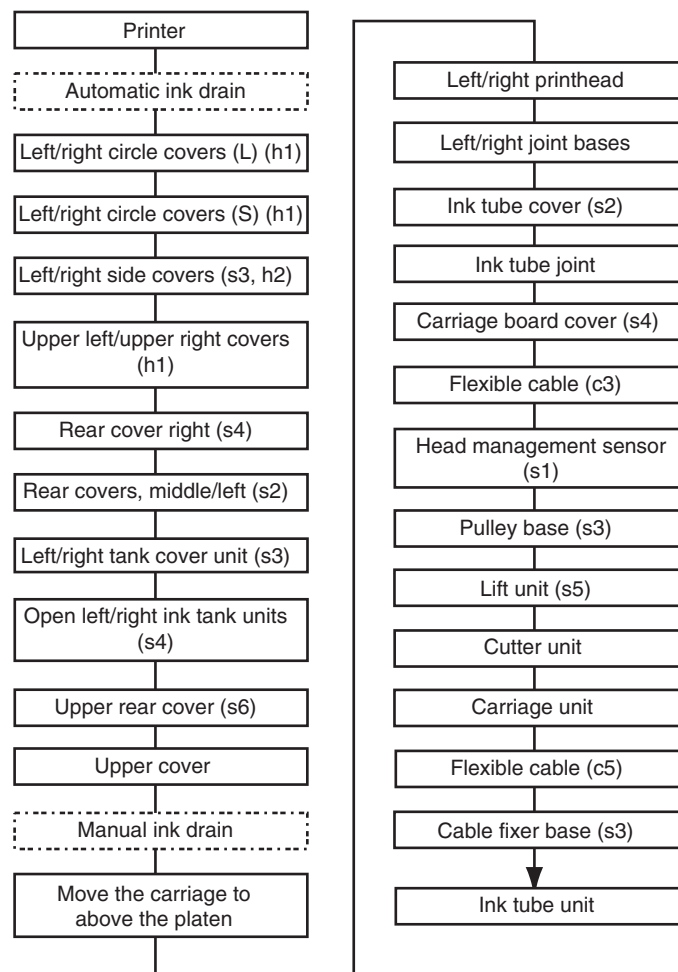 Printer
Automatic ink drain
Left/right circle covers (L) (h1)
Left/right circle covers (S) (h1)
Left/right side covers (s3, h2)
Upper left/upper right covers
(h1)
Rear cover right (s4)
Rear covers, middle/left (s2)
Left/right tank cover unit (s3)
Open left/right ink tank units
(s4)
Upper rear cover (s6)
Upper cover
Manual ink drain
Move the carriage to
above the platen
Left/right printhead
Left/right joint bases
Ink tube cover (s2)
Ink tube joint
Carriage board cover (s4)
Flexible cable (c3)
Head management sensor
(s1)
Pulley base (s3)
Lift unit (s5)
Cutter unit
Carriage unit
Flexible cable (c5)
Cable fixer base (s3)
Ink tube unit